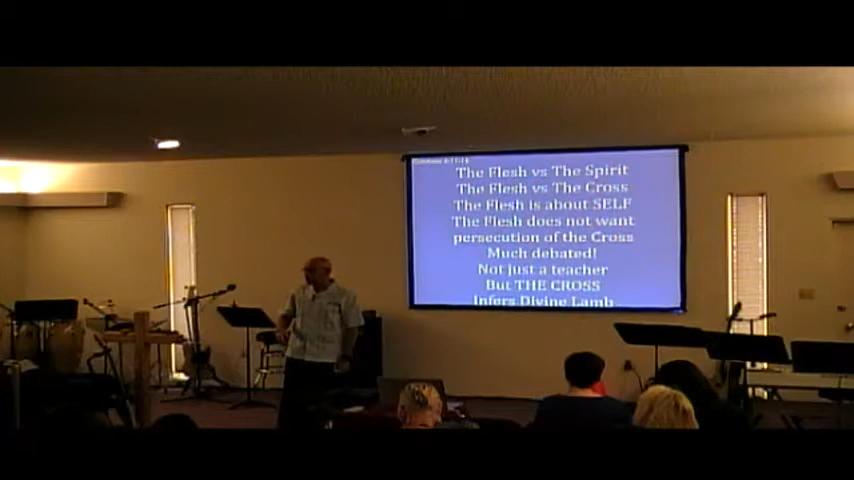 The Flesh vs The Spirit
The Flesh vs The Cross
The Flesh is about SELF
The Flesh does not want
persecution of the Cross
Much debated!
Not just a teacher
But THE CROSS
Infers Divine Lamb